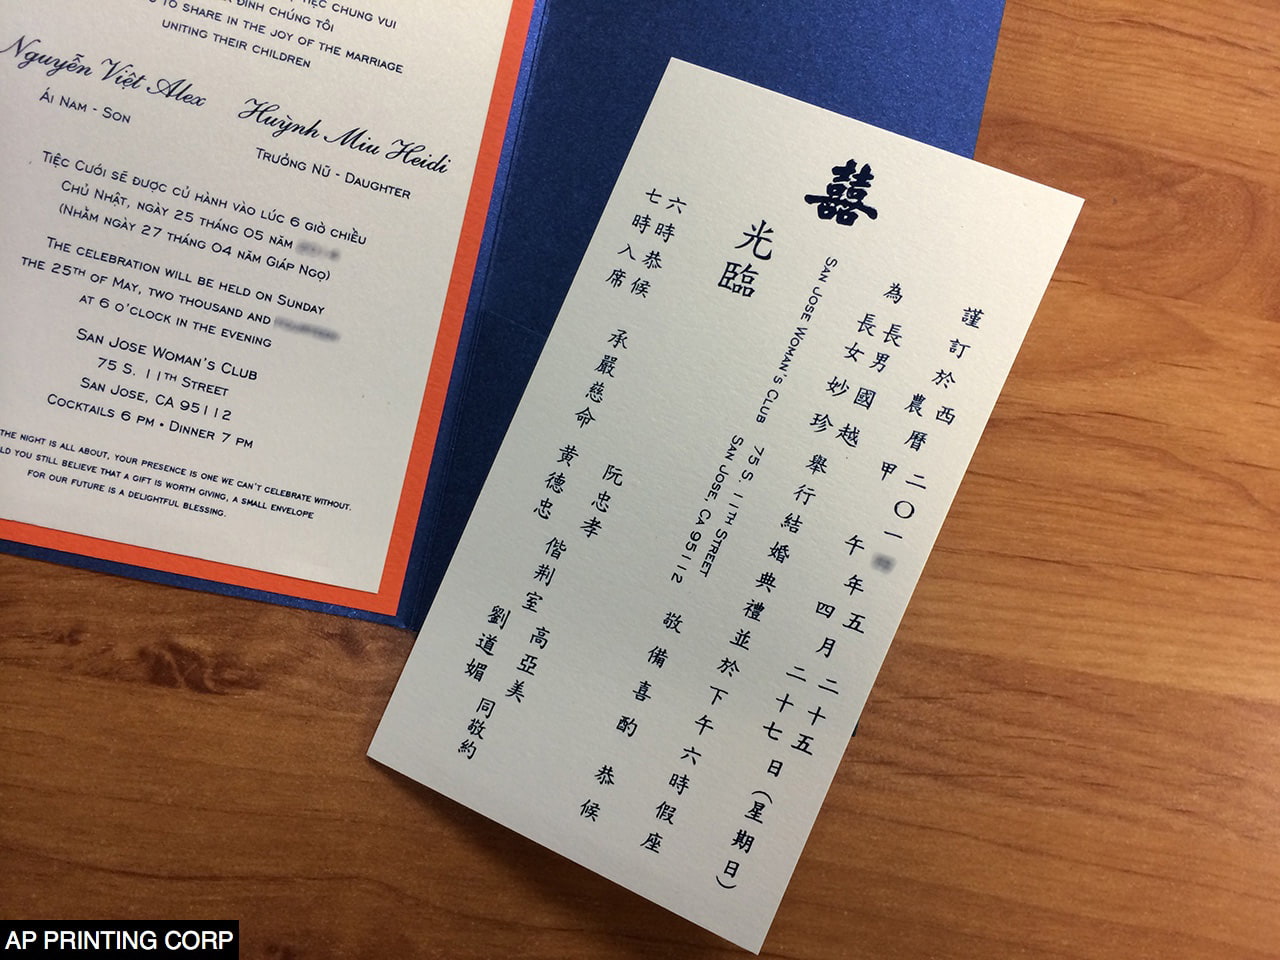 TIỆC CHUNG VUI
ĐÌNH CHÚNG TÔI
TO SHARE IN THE JOY OF THE MARRIAGE
UNITING THEIR CHILDREN
Nguyễn Việt Alex
ÁI NAM - SON
Huỳnh Miu Heidi
TRƯỞNG NỮ - DAUGHTER
TIỆC CƯỚI SẼ ĐƯỢC CỦ HÀNH VÀO LÚC 6 GIỜ CHIỀU
CHỦ NHẬT, NGÀY 25 THÁNG 05 NĂM
(NHẰM NGÀY 27 THÁNG 04 NĂM GIÁP NGỌ)
THE CELEBRATION WILL BE HELD ON SUNDAY
THE 25TH OF MAY, TWO THOUSAND AND
AT 6 O'CLOCK IN THE EVENING
SAN JOSE WOMAN'S CLUB
75 S. 11TH STREET
SAN JOSE, CA 95112
COCKTAILS 6 PM • DINNER 7 PM
THE NIGHT IS ALL ABOUT, YOUR PRESENCE IS ONE WE CAN'T CELEBRATE WITHOUT.
YOU STILL BELIEVE THAT A GIFT IS WORTH GIVING, A SMALL ENVELOPE
FOR OUR FUTURE IS A DELIGHTFUL BLESSING.
囍
謹訂於
西 二〇一 年五 二十五
農 曆 甲 午 四 月 二十七 日（星期日）
為
長男國越
長女妙珍
舉行結婚典禮並於下午六時假座
SAN JOSE WOMAN'S CLUB
75 S. 11TH STREET
SAN JOSE, CA 95112
敬備喜酌 恭候
光臨
六時恭候
七時入席
承嚴慈命
阮忠孝
黄德忠
偕荆室
高亞美
劉道媚
同敬約
AP PRINTING CORP